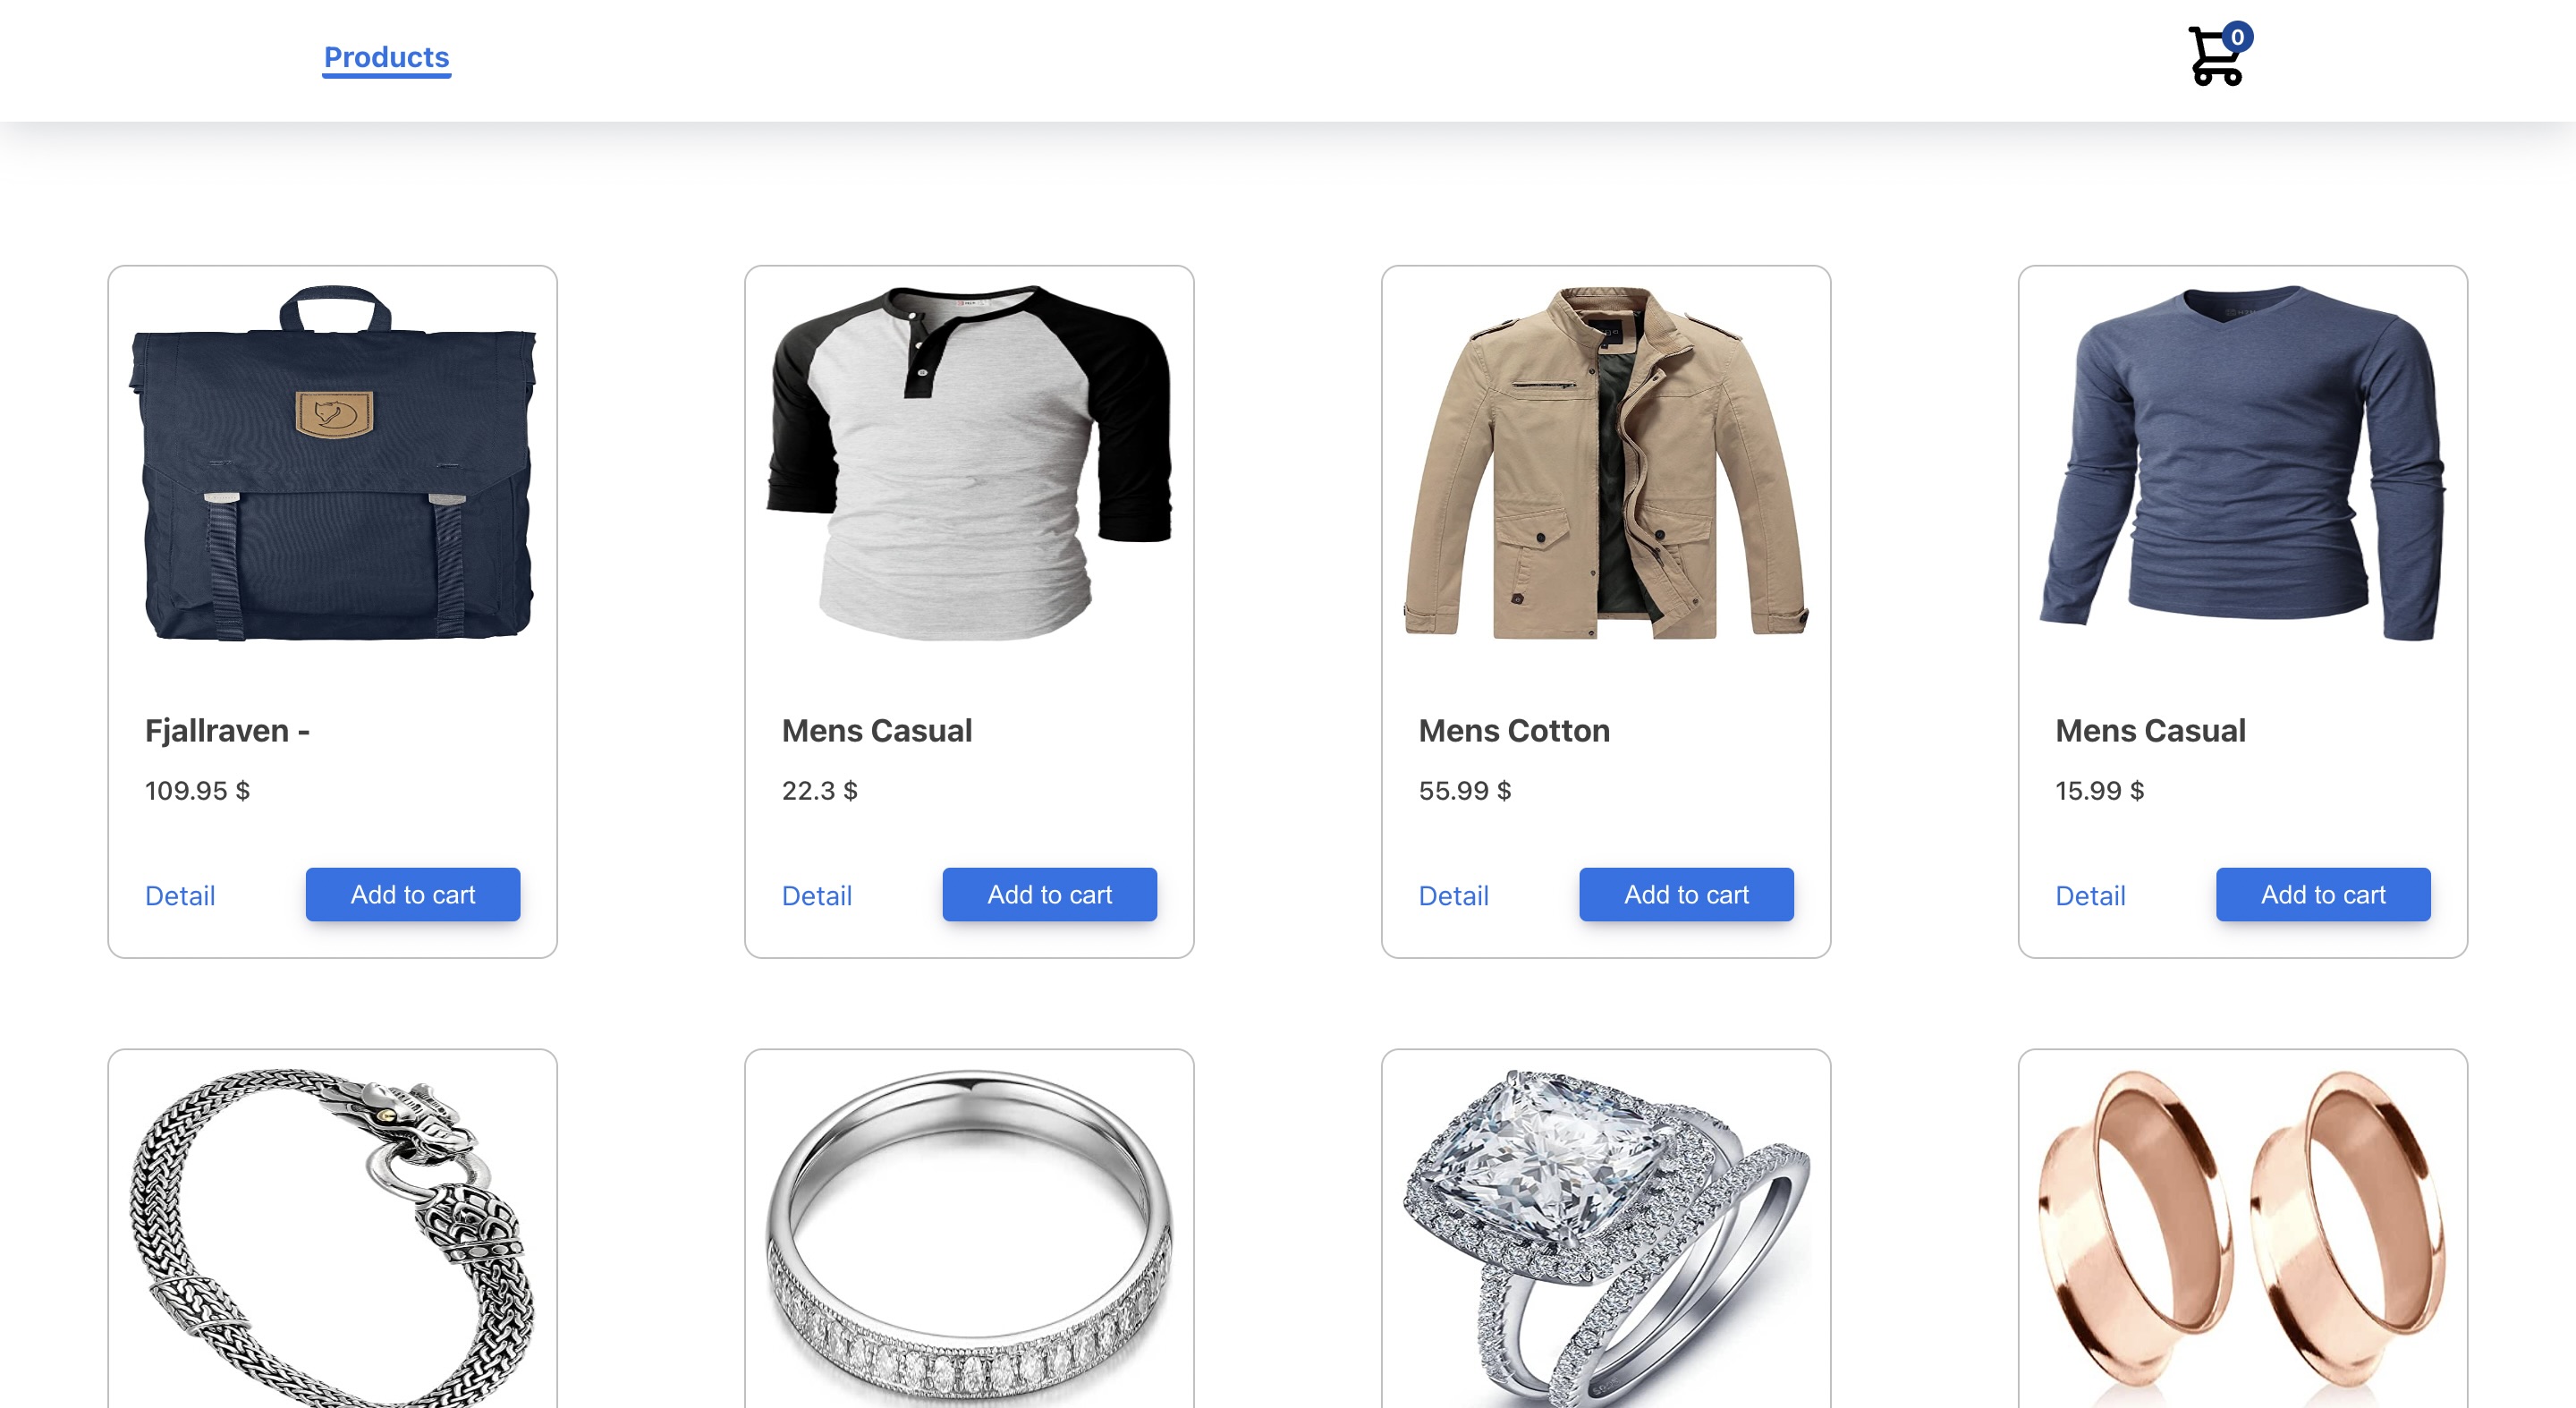 Products
0
Fjallraven -
109.95 $
Detail
Add to cart
Mens Casual
22.3 $
Detail
Add to cart
Mens Cotton
55.99 $
Detail
Add to cart
Mens Casual
15.99 $
Detail
Add to cart